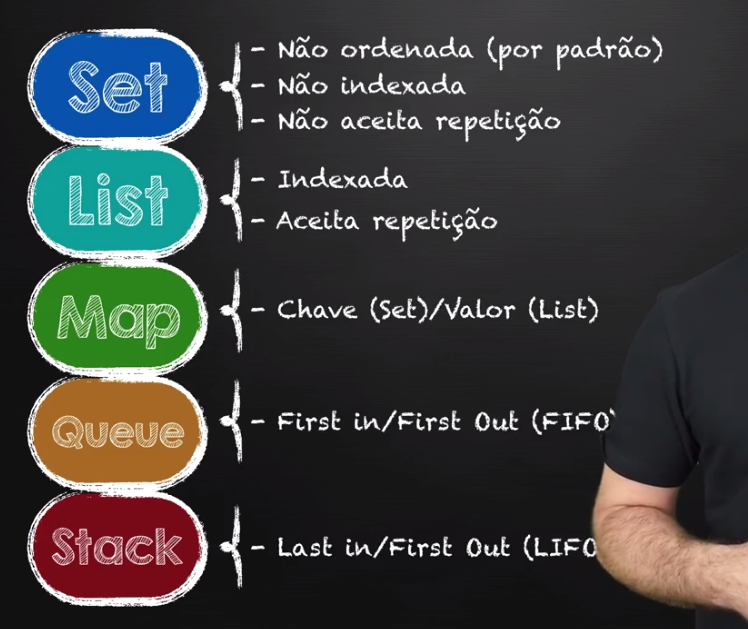 Set
- Não ordenada (por padrão)
- Não indexada
- Não aceita repetição
List
- Indexada
- Aceita repetição
Map
- Chave (Set)/Valor (List)
Queue
- First in/First Out (FIFO)
Stack
- Last in/First Out (LIFO